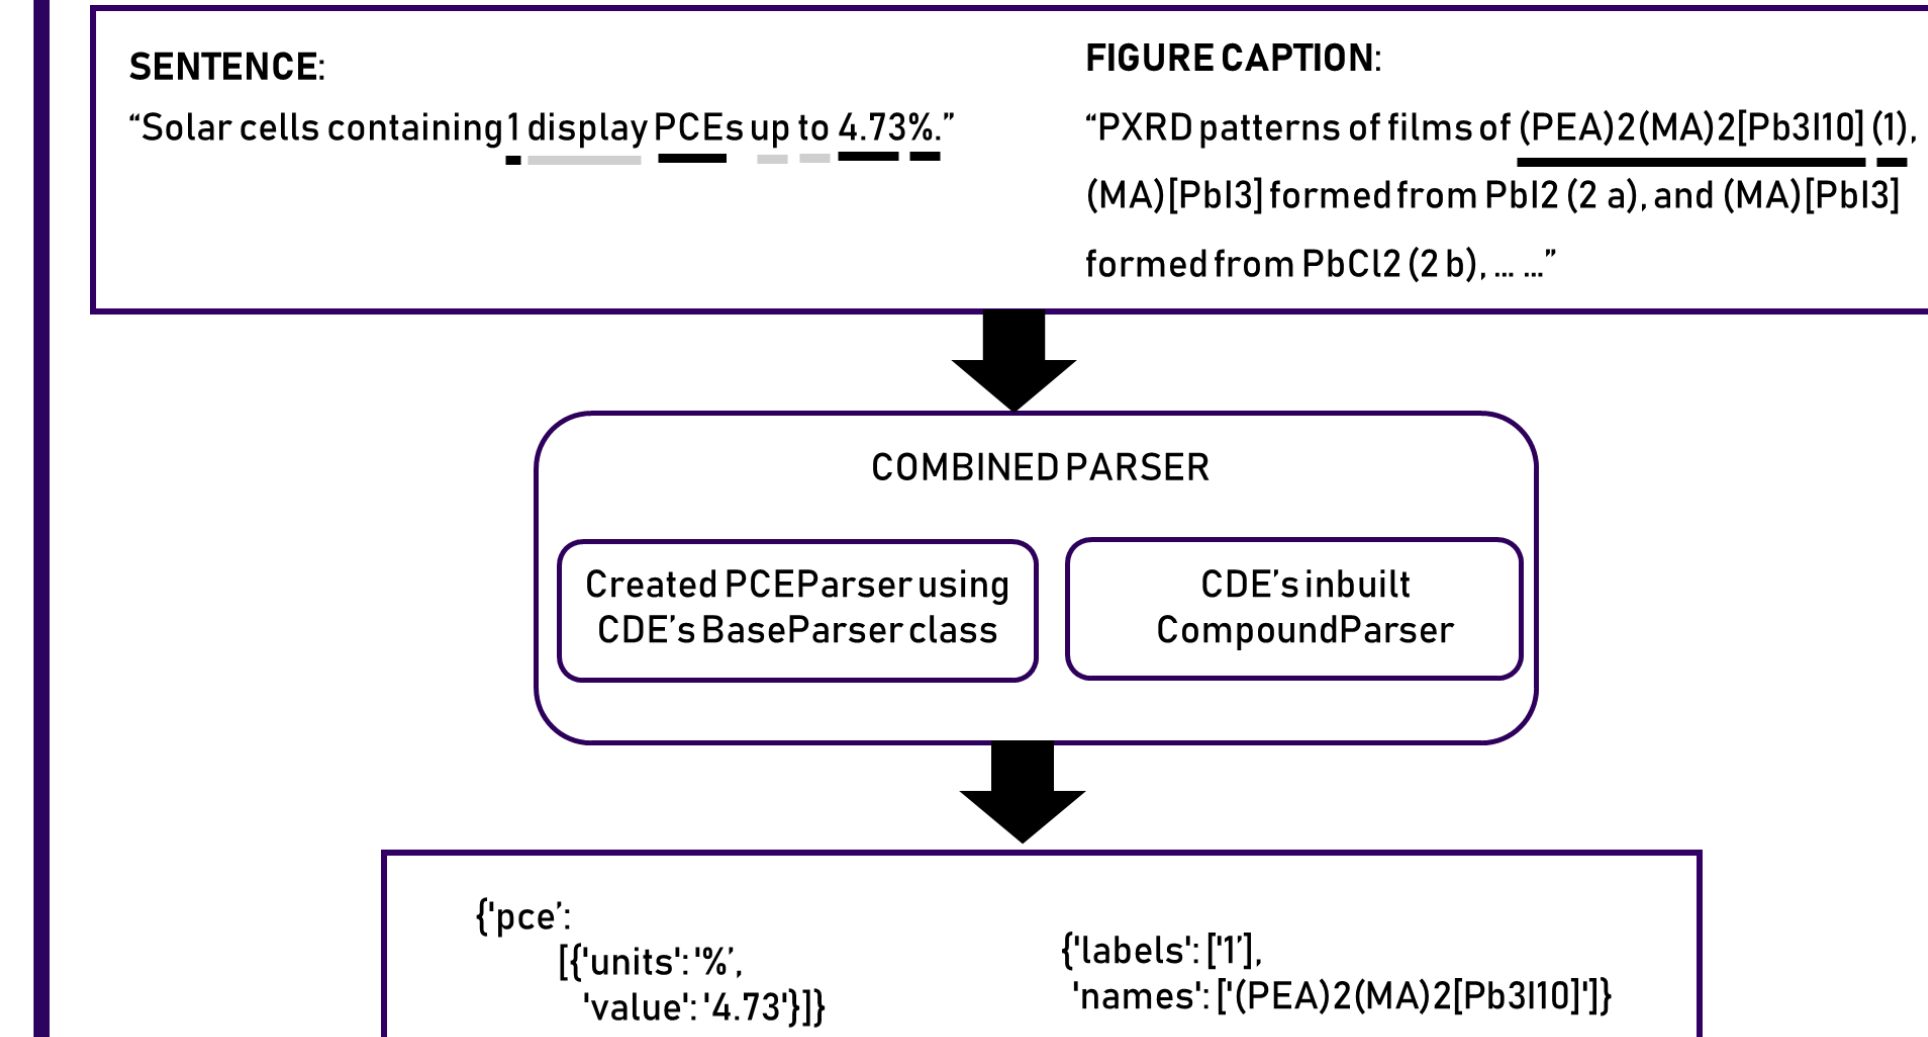 SENTENCE:
“Solar cells containing 1 display PCEs up to 4.73%.”
FIGURE CAPTION:
“PXRD patterns of films of (PEA)2(MA)2[Pb3I10] (1),
(MA)[PbI3] formed from PbI2 (2 a), and (MA)[PbI3]
formed from PbCl2 (2 b), ... ...”
COMBINED PARSER
Created PCEParser using
CDE’s BaseParser class
CDE’s inbuilt
CompoundParser
{'pce’:
[{'units': '%’,
'value': '4.73'}]}
{'labels': ['1’],
'names': ['(PEA)2(MA)2[Pb3I10]']}